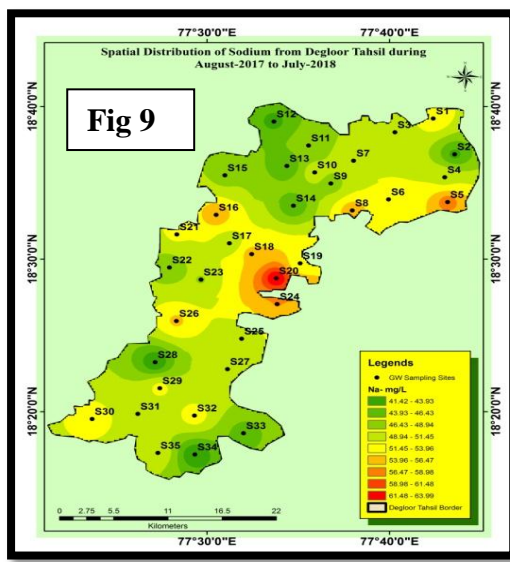 77°30'0"E 77°40'0"E
Spatial Distribution of Sodium from Degloor Tahsil during
August-2017 to July-2018
Fig 9
18°40'0"N 18°40'0"N
S12
S1
S3
S11
S2
S13
S7
S10
S15
S9
S4
S14
S6
S5
S16
S8
S21
S17
18°30'0"N 18°30'0"N
S18
S19
S22
S20
S23
S24
S26
S25
S28
S27
S29
S30
S31
S32
S33
S35
S34
18°20'0"N 18°20'0"N
Legends
GW Sampling Sites
Na- mg/L
41.42 - 43.93
43.93 - 46.43
46.43 - 48.94
48.94 - 51.45
51.45 - 53.96
53.96 - 56.47
56.47 - 58.98
58.98 - 61.48
61.48 - 63.99
Degloor Tahsil Border
0 2.75 5.5 11 16.5 22
Kilometers
77°30'0"E 77°40'0"E